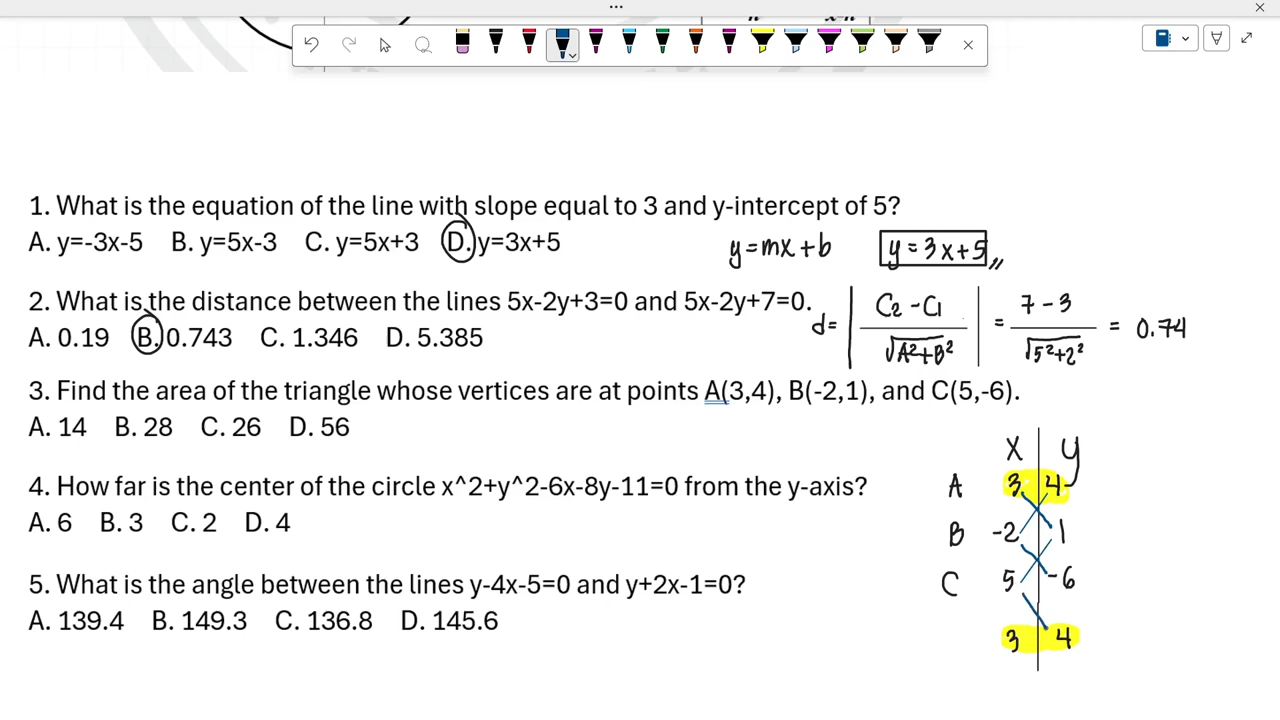 1. What is the equation of the line with slope equal to 3 and y-intercept of 5?
A. y=-3x-5 B. y=5x-3 C. y=5x+3 D. y=3x+5
y=mx+b y=3x+5
2. What is the distance between the lines 5x-2y+3=0 and 5x-2y+7=0.
A. 0.19 B. 0.743 C. 1.346 D. 5.385
d= | C2-C1 / √A²+B² | = 7-3 / √5²+2² = 0.74
3. Find the area of the triangle whose vertices are at points A(3,4), B(-2,1), and C(5,-6).
A. 14 B. 28 C. 26 D. 56
4. How far is the center of the circle x^2+y^2-6x-8y-11=0 from the y-axis?
A. 6 B. 3 C. 2 D. 4
5. What is the angle between the lines y-4x-5=0 and y+2x-1=0?
A. 139.4 B. 149.3 C. 136.8 D. 145.6
x y
A 3 4
B -2 1
C 5 -6
3 4